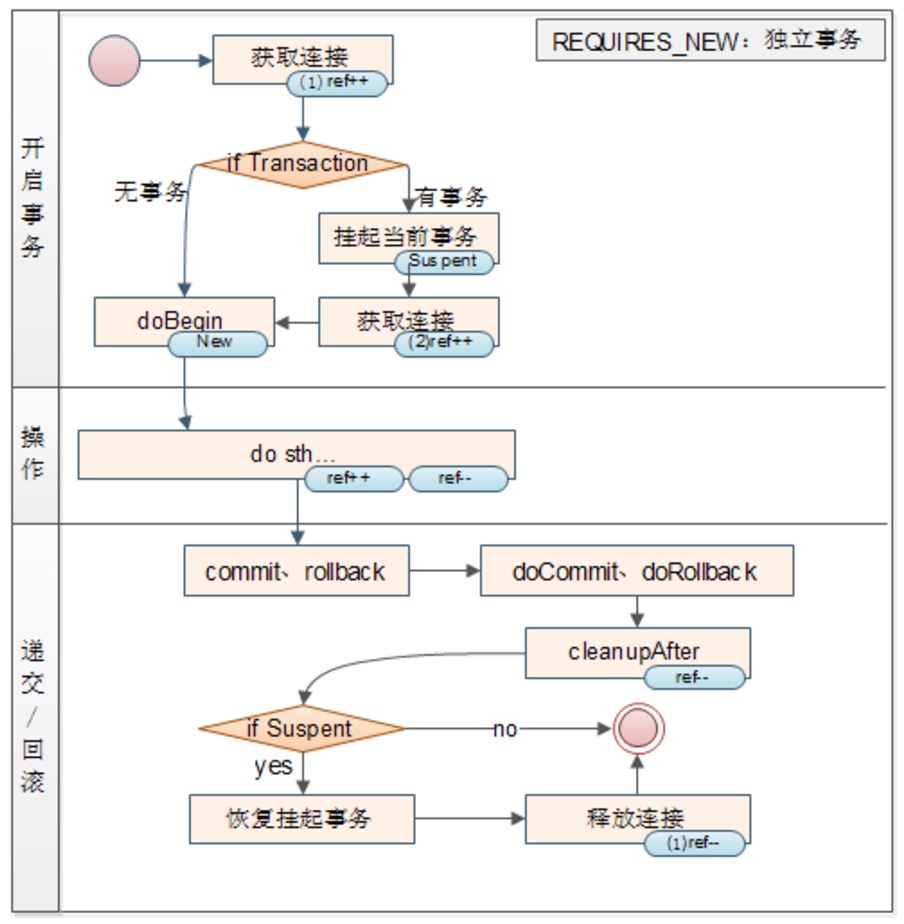 REQUIRES_NEW：独立事务
开启事务
获取连接
(1) ref++
if Transaction
无事务
有事务
挂起当前事务
Suspent
doBegin
New
获取连接
(2)ref++
操作
do sth...
ref++
ref--
递交/回滚
commit、rollback
doCommit、doRollback
cleanupAfter
ref--
if Suspent
no
yes
恢复挂起事务
释放连接
(1)ref--